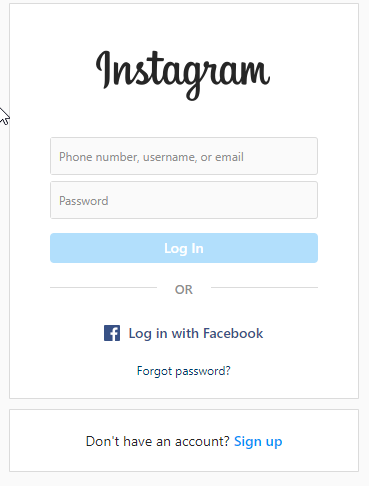 Instagram
Phone number, username, or email
Password
Log In
OR
Log in with Facebook
Forgot password?
Don't have an account? Sign up